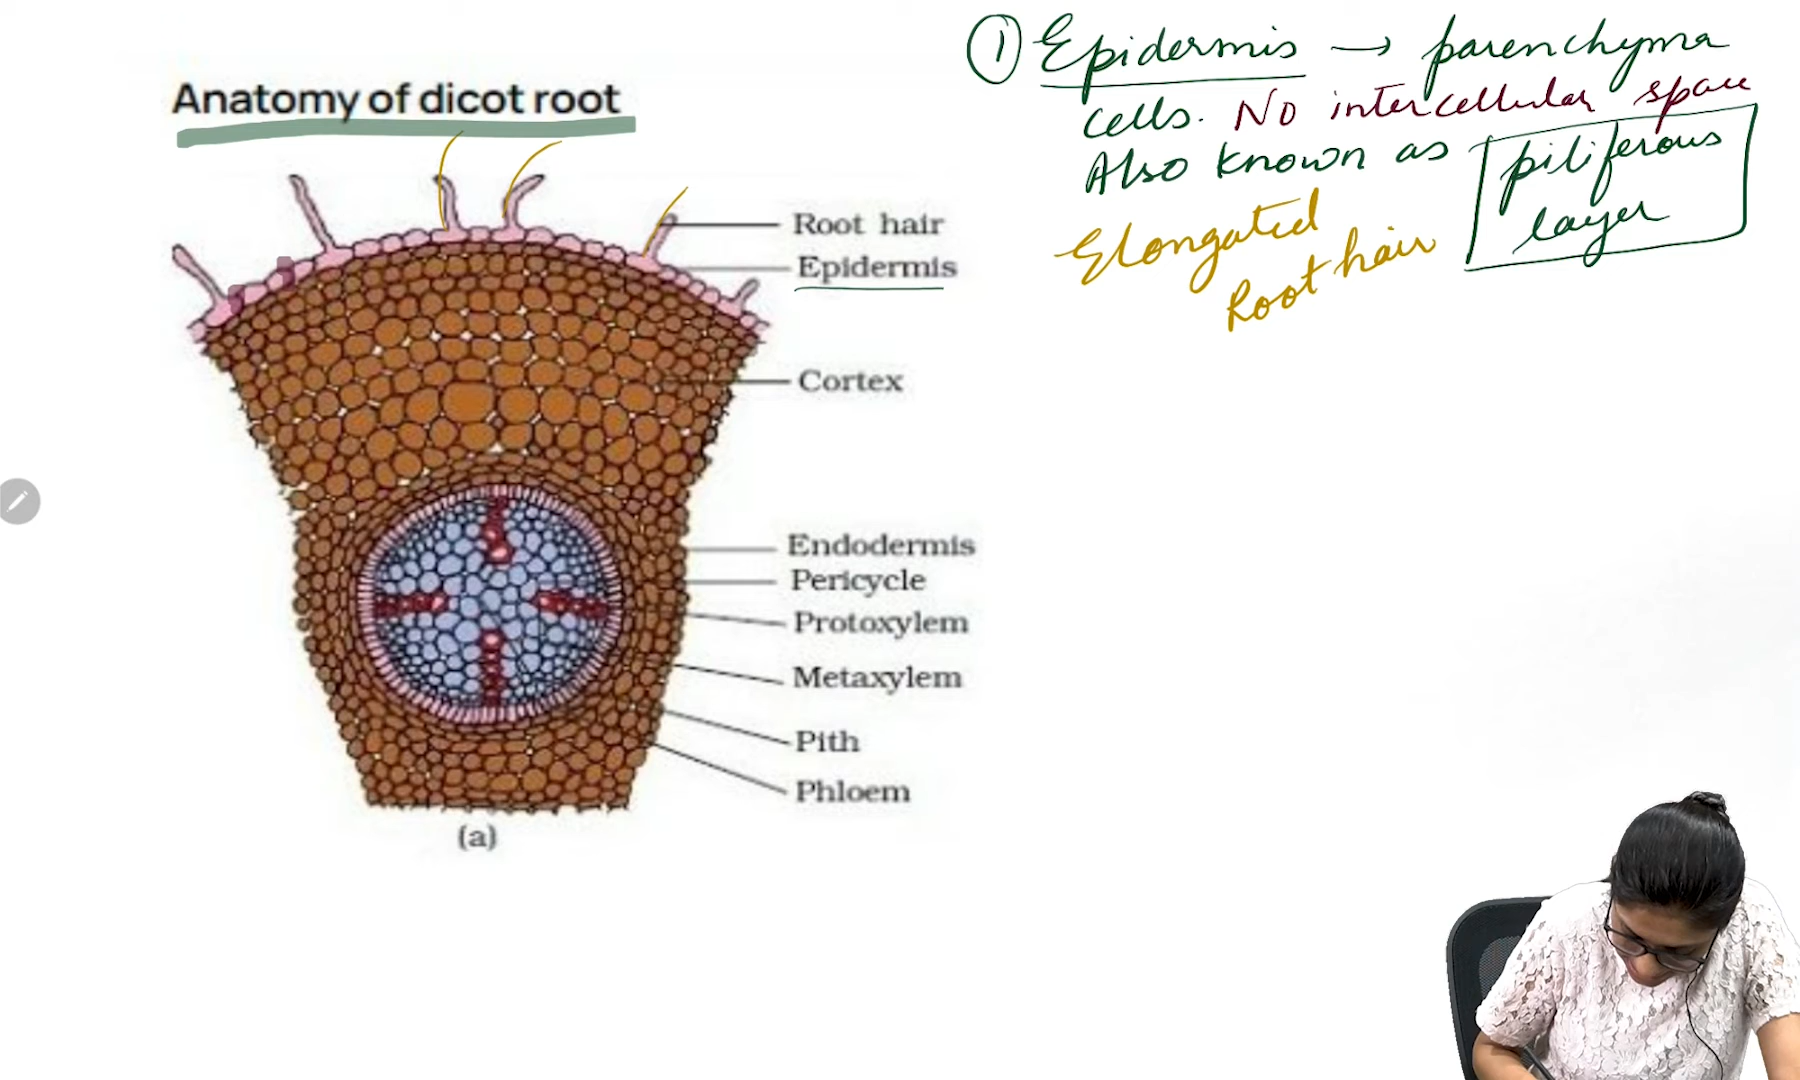 Anatomy of dicot root
Root hair
Epidermis
Cortex
Endodermis
Pericycle
Protoxylem
Metaxylem
Pith
Phloem
(a)
① Epidermis → parenchyma
cells. No intercellular space
Also known as piliferous
layer
Elongated
Root hair